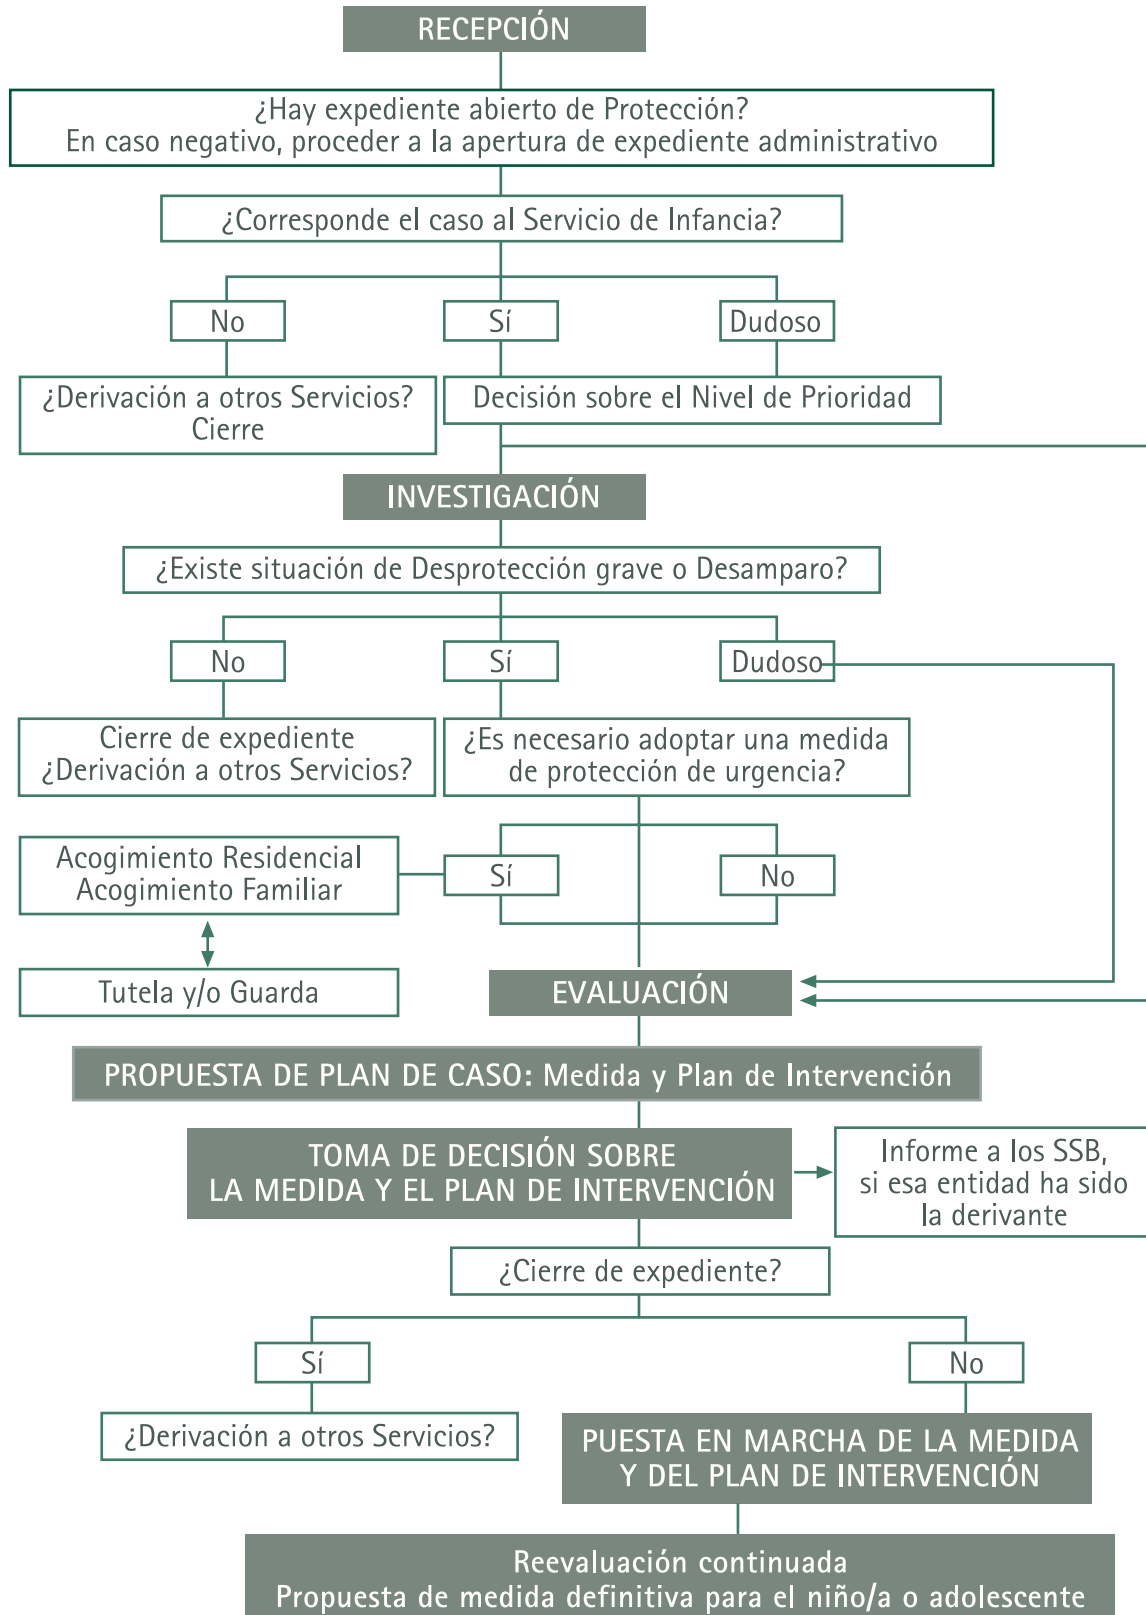 RECEPCIÓN
¿Hay expediente abierto de Protección?
En caso negativo, proceder a la apertura de expediente administrativo
¿Corresponde el caso al Servicio de Infancia?
No
Sí
Dudoso
¿Derivación a otros Servicios?
Cierre
Decisión sobre el Nivel de Prioridad
INVESTIGACIÓN
¿Existe situación de Desprotección grave o Desamparo?
No
Sí
Dudoso
Cierre de expediente
¿Derivación a otros Servicios?
¿Es necesario adoptar una medida
de protección de urgencia?
Acogimiento Residencial
Acogimiento Familiar
Sí
No
Tutela y/o Guarda
EVALUACIÓN
PROPUESTA DE PLAN DE CASO: Medida y Plan de Intervención
TOMA DE DECISIÓN SOBRE
LA MEDIDA Y EL PLAN DE INTERVENCIÓN
Informe a los SSB,
si esa entidad ha sido
la derivante
¿Cierre de expediente?
Sí
No
¿Derivación a otros Servicios?
PUESTA EN MARCHA DE LA MEDIDA
Y DEL PLAN DE INTERVENCIÓN
Reevaluación continuada
Propuesta de medida definitiva para el niño/a o adolescente